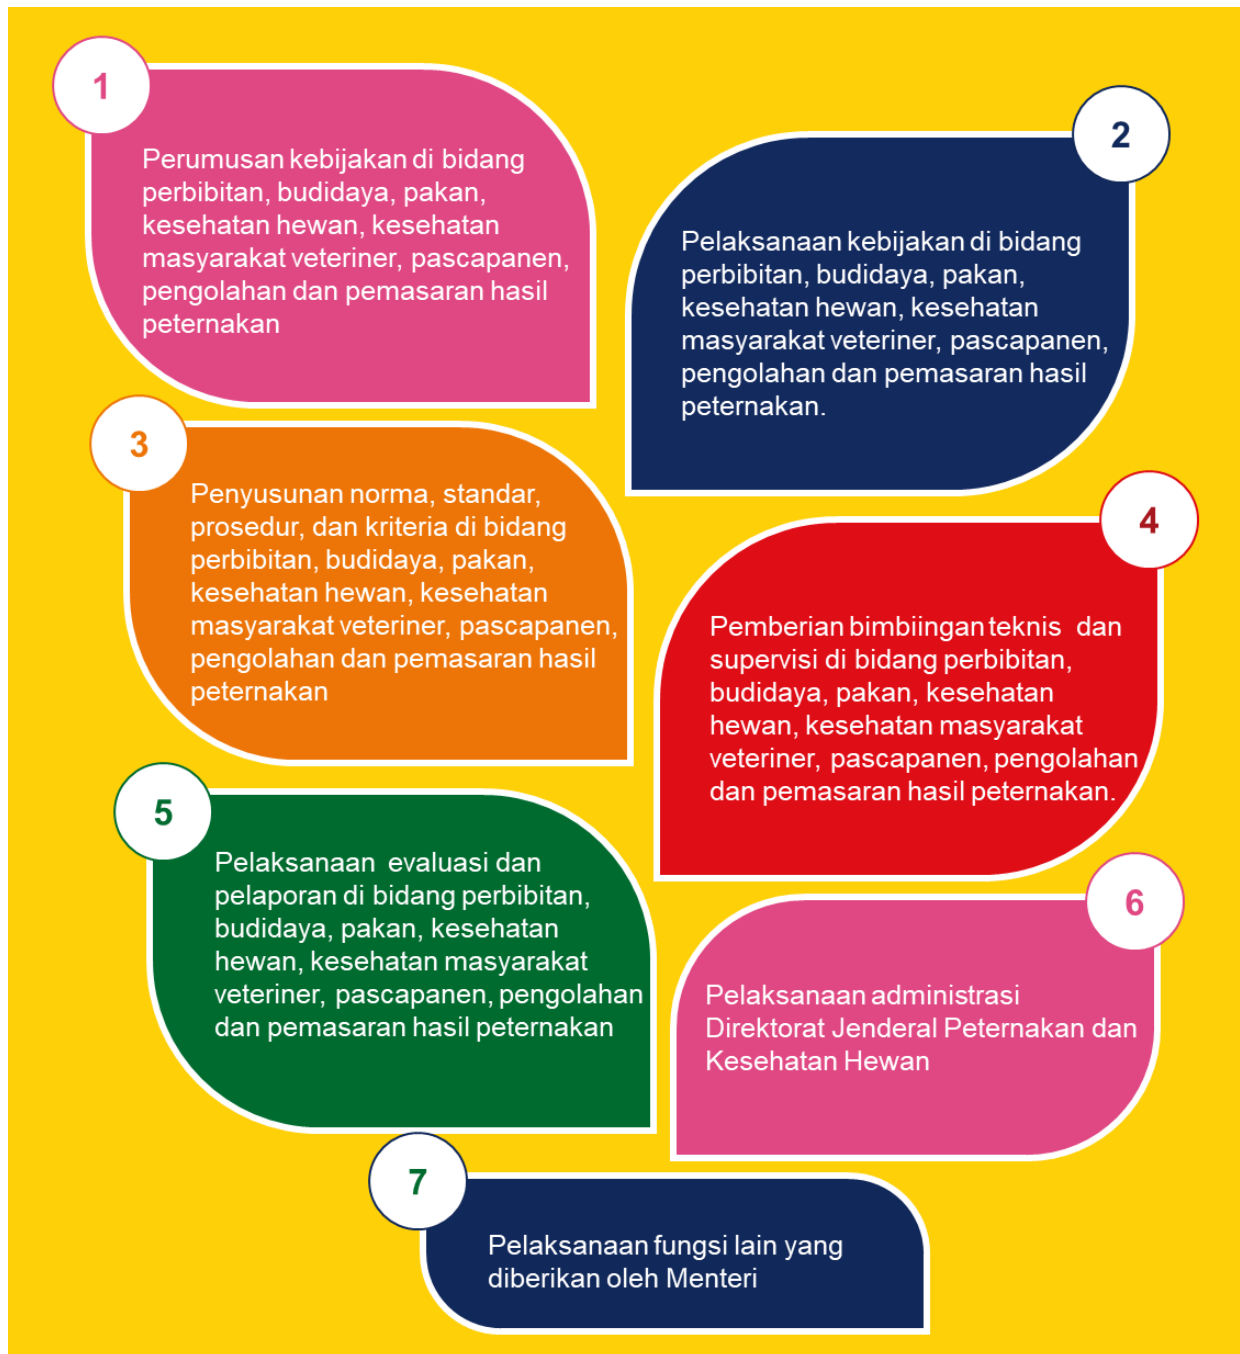 1
Perumusan kebijakan di bidang
perbibitan, budidaya, pakan,
kesehatan hewan, kesehatan
masyarakat veteriner, pascapanen,
pengolahan dan pemasaran hasil
peternakan
2
Pelaksanaan kebijakan di bidang
perbibitan, budidaya, pakan,
kesehatan hewan, kesehatan
masyarakat veteriner, pascapanen,
pengolahan dan pemasaran hasil
peternakan.
3
Penyusunan norma, standar,
prosedur, dan kriteria di bidang
perbibitan, budidaya, pakan,
kesehatan hewan, kesehatan
masyarakat veteriner, pascapanen,
pengolahan dan pemasaran hasil
peternakan
4
Pemberian bimbiingan teknis dan
supervisi di bidang perbibitan,
budidaya, pakan, kesehatan
hewan, kesehatan masyarakat
veteriner, pascapanen, pengolahan
dan pemasaran hasil peternakan.
5
Pelaksanaan evaluasi dan
pelaporan di bidang perbibitan,
budidaya, pakan, kesehatan
hewan, kesehatan masyarakat
veteriner, pascapanen, pengolahan
dan pemasaran hasil peternakan
6
Pelaksanaan administrasi
Direktorat Jenderal Peternakan dan
Kesehatan Hewan
7
Pelaksanaan fungsi lain yang
diberikan oleh Menteri